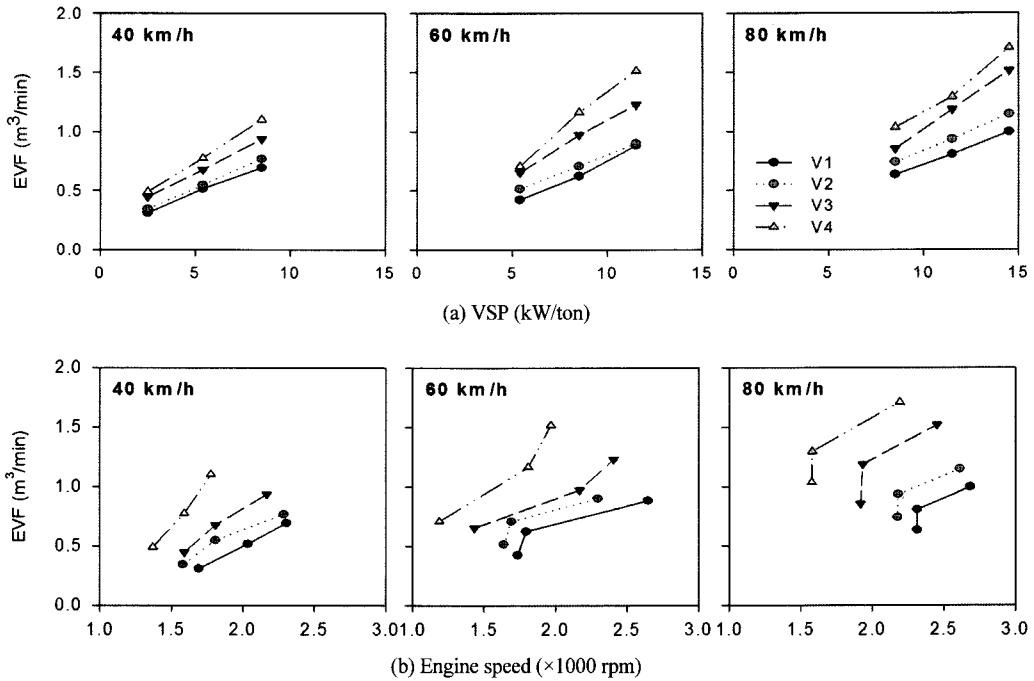 40 km/h
60 km/h
80 km/h
2.0
1.5
1.0
0.5
0.0
EVF (m³/min)
V1
V2
V3
V4
0 5 10 15
0 5 10 15
0 5 10 15
(a) VSP (kW/ton)
40 km/h
60 km/h
80 km/h
2.0
1.5
1.0
0.5
0.0
EVF (m³/min)
1.0 1.5 2.0 2.5 3.01.0 1.5 2.0 2.5 3.01.0 1.5 2.0 2.5 3.0
(b) Engine speed (×1000 rpm)